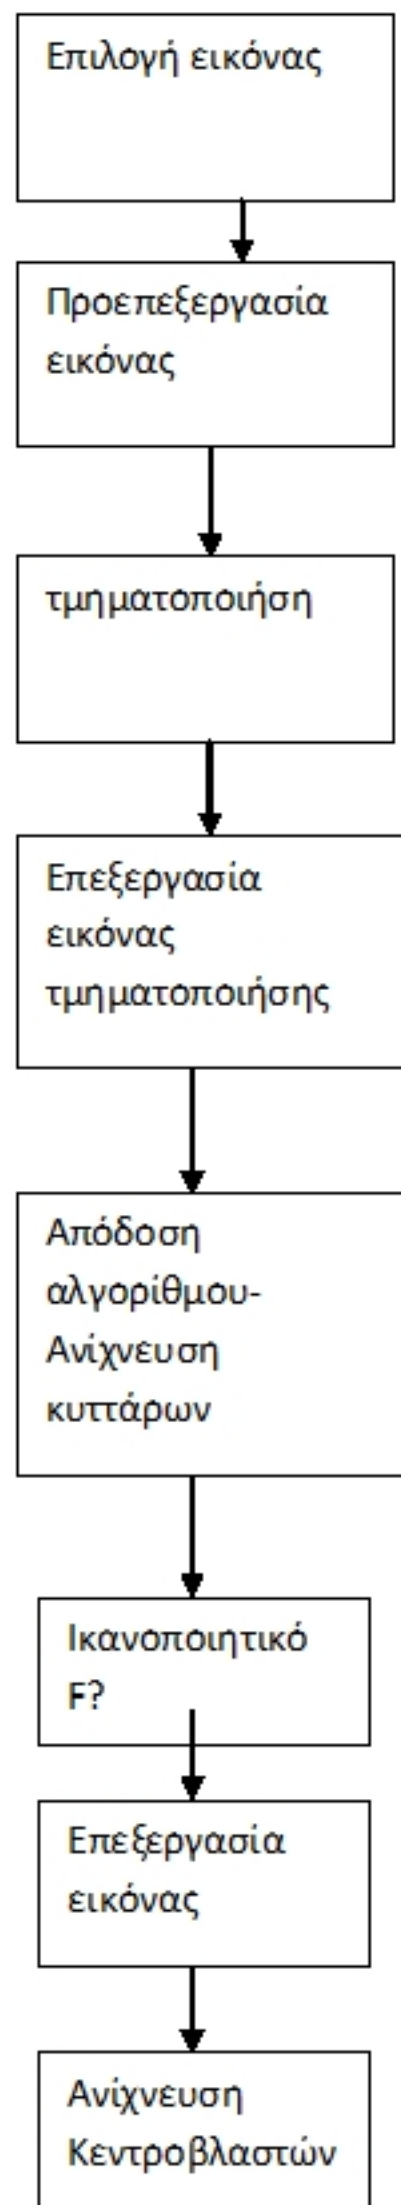 Επιλογή εικόνας
Προεπεξεργασία
εικόνας
τμηματοποιήση
Επεξεργασία
εικόνας
τμηματοποιήσης
Απόδοση
αλγορίθμου-
Ανίχνευση
κυττάρων
Ικανοποιητικό
F?
Επεξεργασία
εικόνας
Ανίχνευση
Κεντροβλαστών